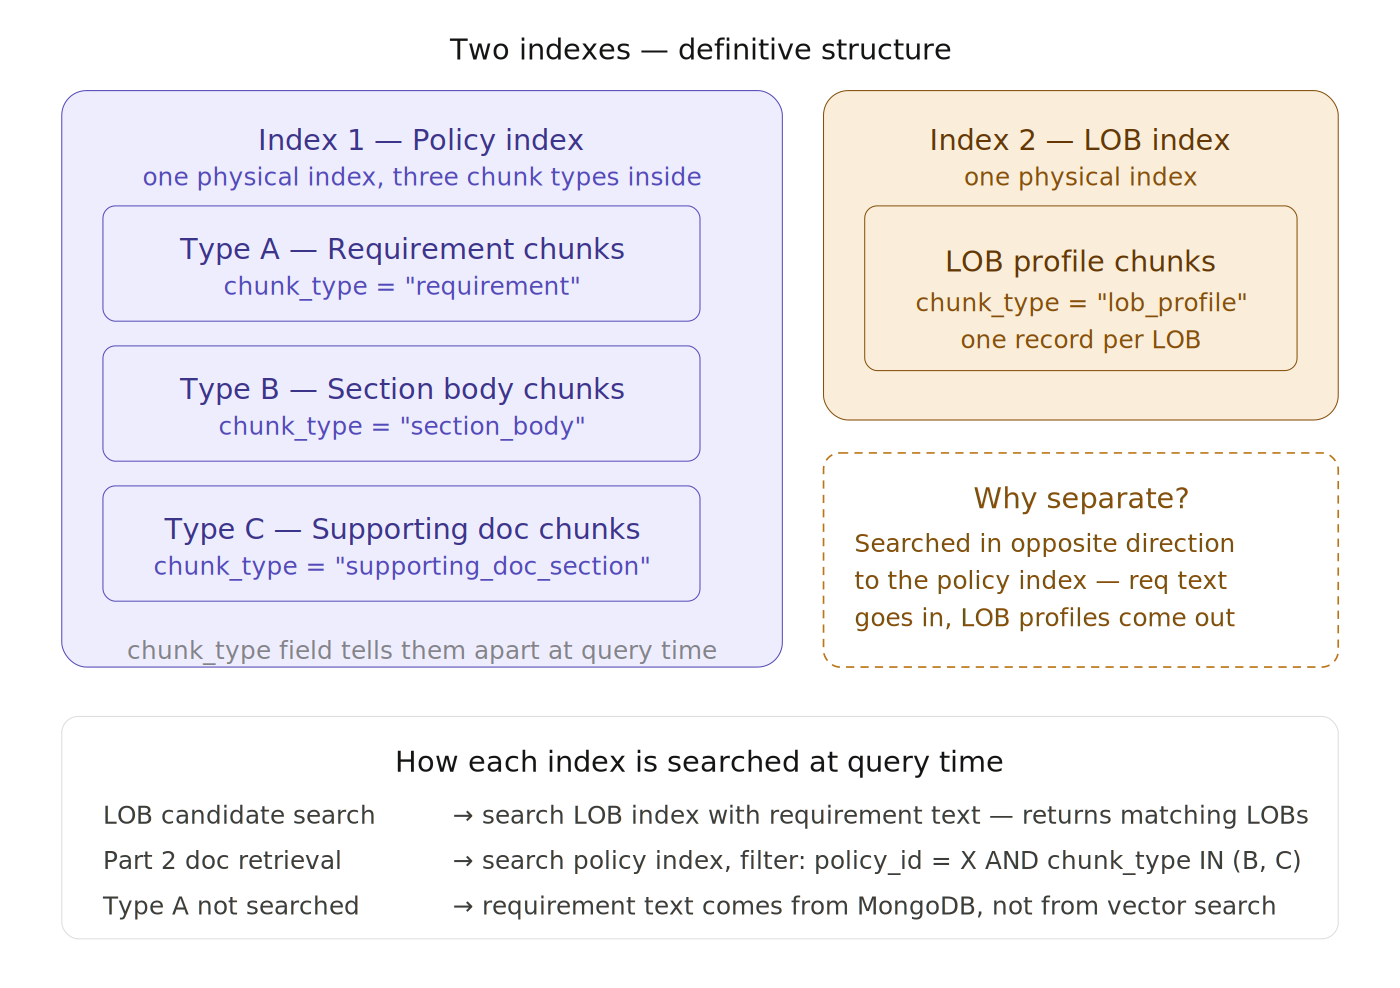 Two indexes — definitive structure
Index 1 — Policy index
one physical index, three chunk types inside
Type A — Requirement chunks
chunk_type = "requirement"
Type B — Section body chunks
chunk_type = "section_body"
Type C — Supporting doc chunks
chunk_type = "supporting_doc_section"
chunk_type field tells them apart at query time
Index 2 — LOB index
one physical index
LOB profile chunks
chunk_type = "lob_profile"
one record per LOB
Why separate?
Searched in opposite direction
to the policy index — req text
goes in, LOB profiles come out
How each index is searched at query time
LOB candidate search → search LOB index with requirement text — returns matching LOBs
Part 2 doc retrieval → search policy index, filter: policy_id = X AND chunk_type IN (B, C)
Type A not searched → requirement text comes from MongoDB, not from vector search